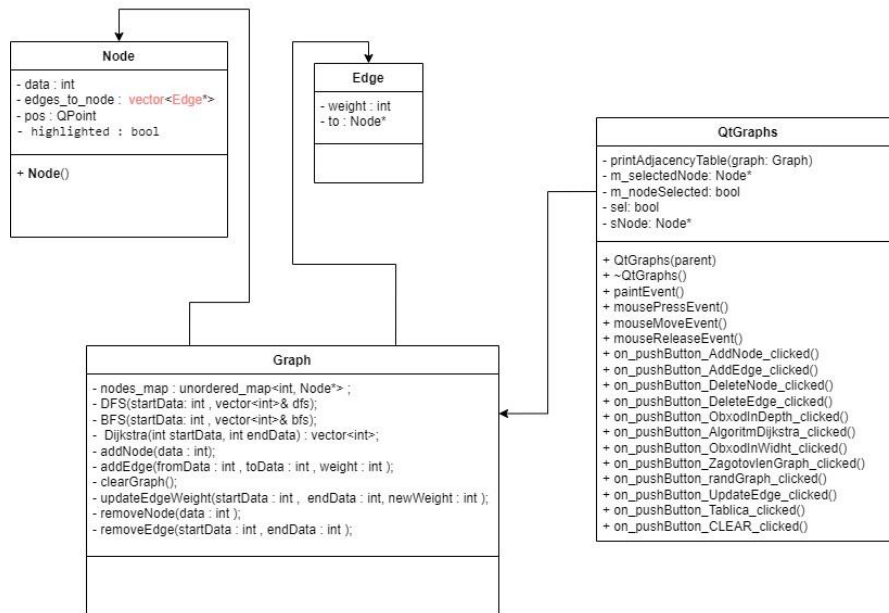 Node
- data : int
- edges_to_node : vector<Edge*>
- pos : QPoint
- highlighted : bool
+ Node()
Edge
- weight : int
- to : Node*
QtGraphs
- printAdjacencyTable(graph: Graph)
- m_selectedNode: Node*
- m_nodeSelected: bool
- sel: bool
- sNode: Node*
+ QtGraphs(parent)
+ ~QtGraphs()
+ paintEvent()
+ mousePressEvent()
+ mouseMoveEvent()
+ mouseReleaseEvent()
+ on_pushButton_AddNode_clicked()
+ on_pushButton_AddEdge_clicked()
+ on_pushButton_DeleteNode_clicked()
+ on_pushButton_DeleteEdge_clicked()
+ on_pushButton_ObxodInDepth_clicked()
+ on_pushButton_AlgoritmDijkstra_clicked()
+ on_pushButton_ObxodInWidht_clicked()
+ on_pushButton_ZagotovlenGraph_clicked()
+ on_pushButton_randGraph_clicked()
+ on_pushButton_UpdateEdge_clicked()
+ on_pushButton_Tablica_clicked()
+ on_pushButton_CLEAR_clicked()
Graph
- nodes_map : unordered_map<int, Node*> ;
- DFS(startData: int , vector<int>& dfs);
- BFS(startData: int , vector<int>& bfs);
- Dijkstra(int startData, int endData) : vector<int>;
- addNode(data : int);
- addEdge(fromData : int , toData : int , weight : int );
- clearGraph();
- updateEdgeWeight(startData : int , endData : int, newWeight : int );
- removeNode(data : int );
- removeEdge(startData : int , endData : int );